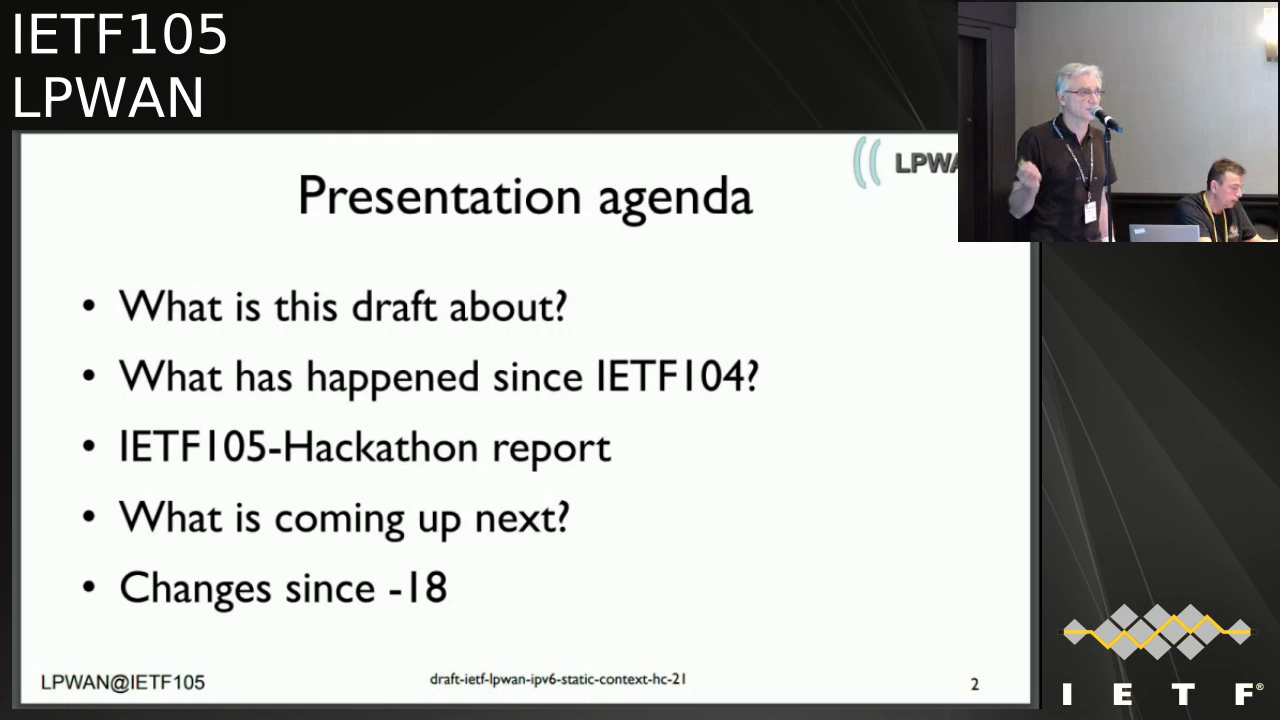 IETF105
LPWAN
LPWA
Presentation agenda
• What is this draft about?
• What has happened since IETF104?
• IETF105-Hackathon report
• What is coming up next?
• Changes since -18
LPWAN@IETF105
draft-ietf-lpwan-ipv6-static-context-hc-21
2
I E T F®